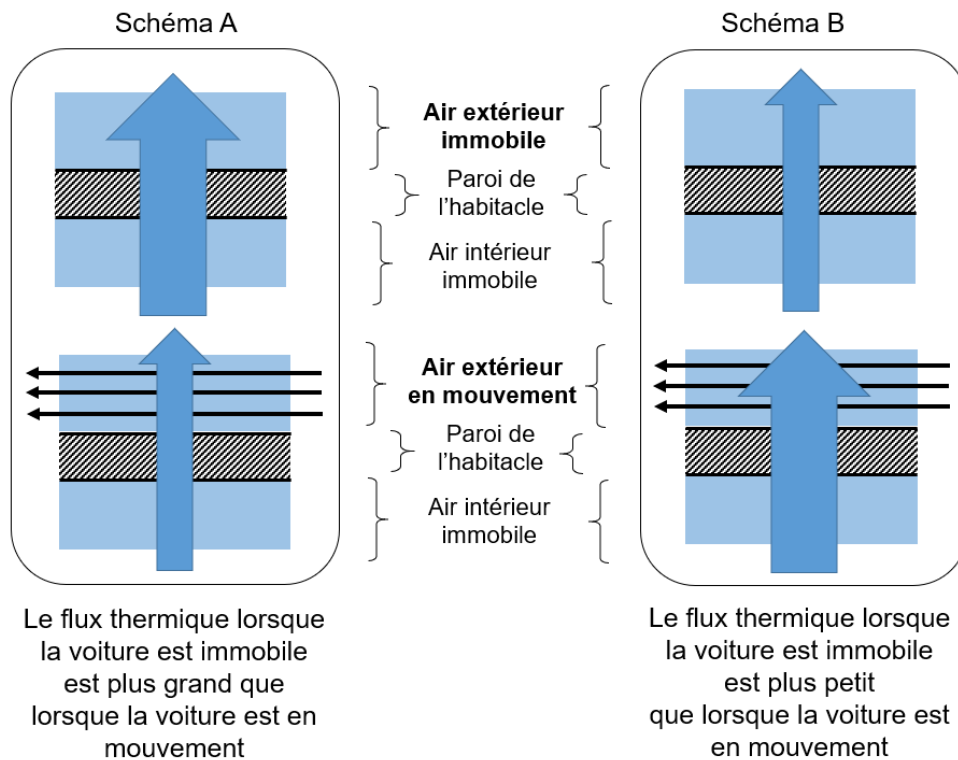 Schéma A
Schéma B
Air extérieur
immobile
Paroi de
l'habitacle
Air intérieur
immobile
Air extérieur
en mouvement
Paroi de
l'habitacle
Air intérieur
immobile
Le flux thermique lorsque
la voiture est immobile
est plus grand que
lorsque la voiture est en
mouvement
Le flux thermique lorsque
la voiture est immobile
est plus petit
que lorsque la voiture est
en mouvement